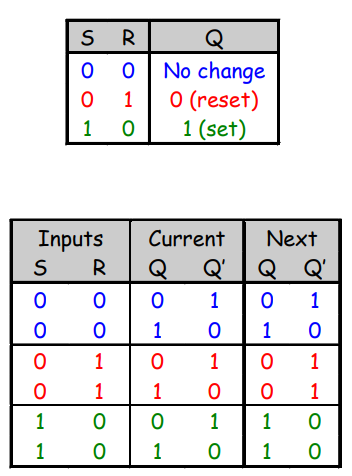 S R Q
0 0 No change
0 1 0 (reset)
1 0 1 (set)
Inputs Current Next
S R Q Q’ Q Q’
0 0 0 1 0 1
0 0 1 0 1 0
0 1 0 1 0 1
0 1 1 0 0 1
1 0 0 1 1 0
1 0 1 0 1 0